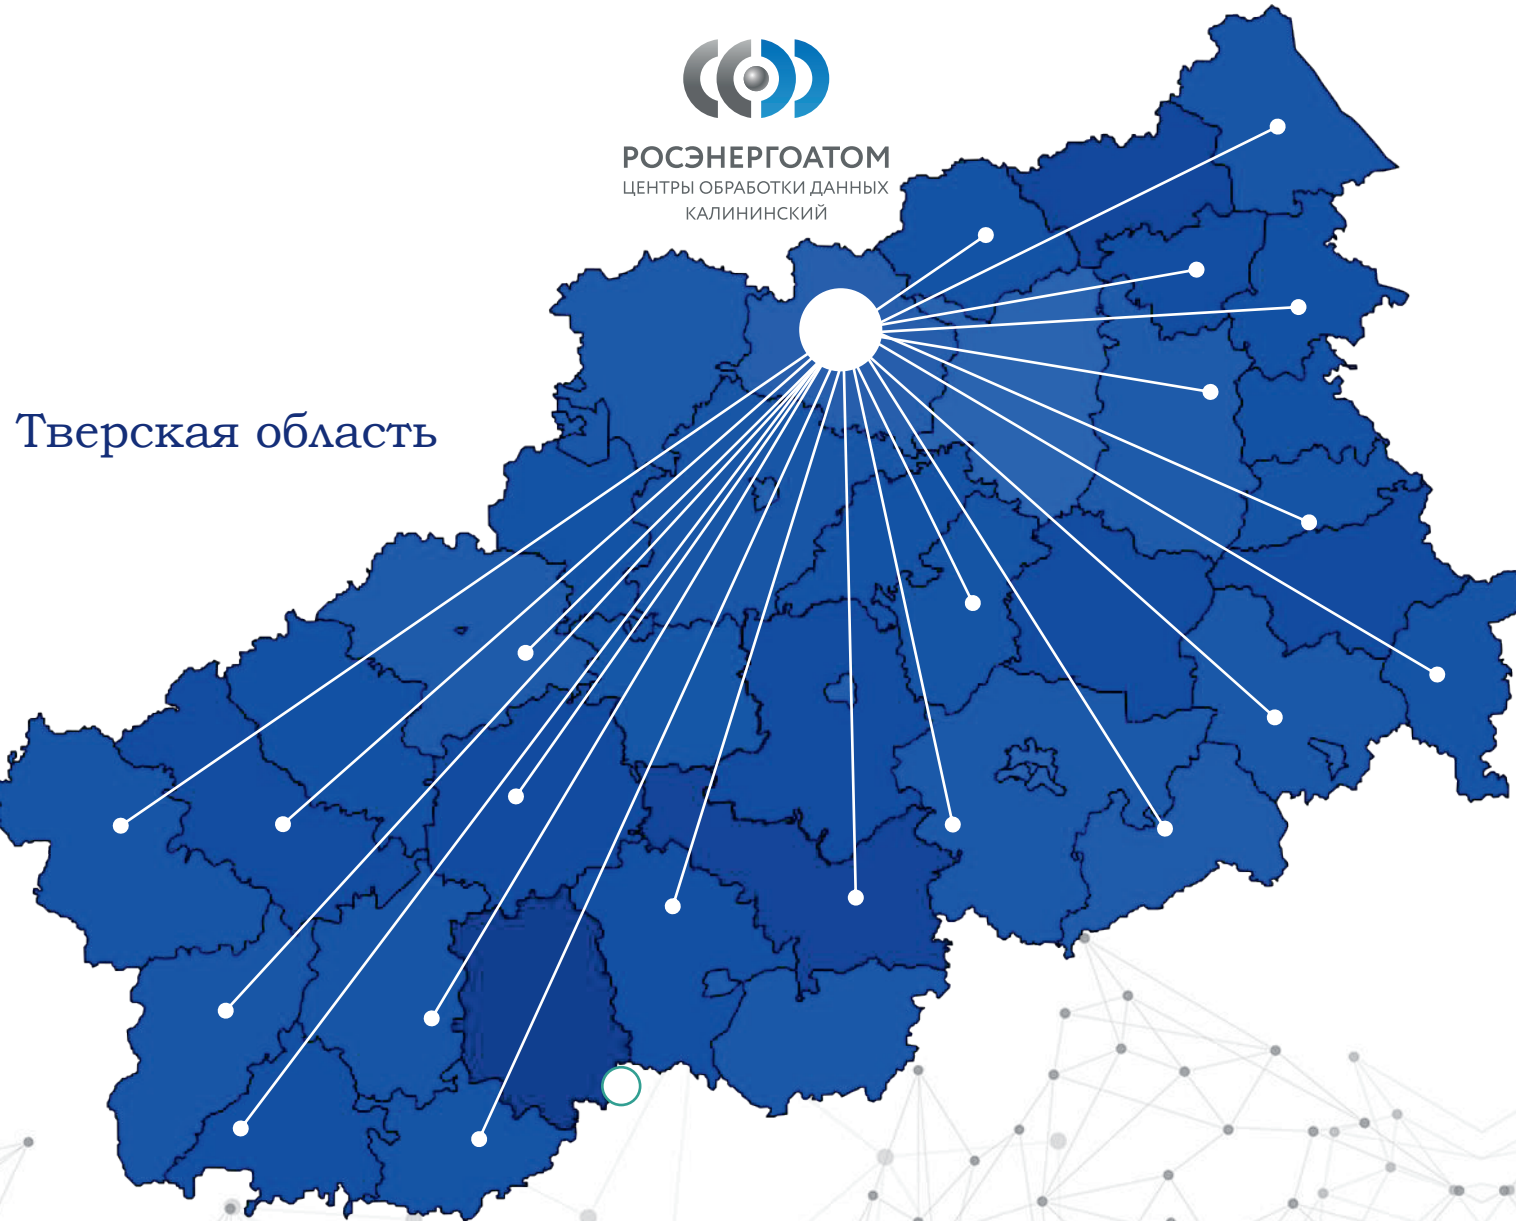 РОСЭНЕРГОАТОМ
ЦЕНТРЫ ОБРАБОТКИ ДАННЫХ
КАЛИНИНСКИЙ
Тверская область